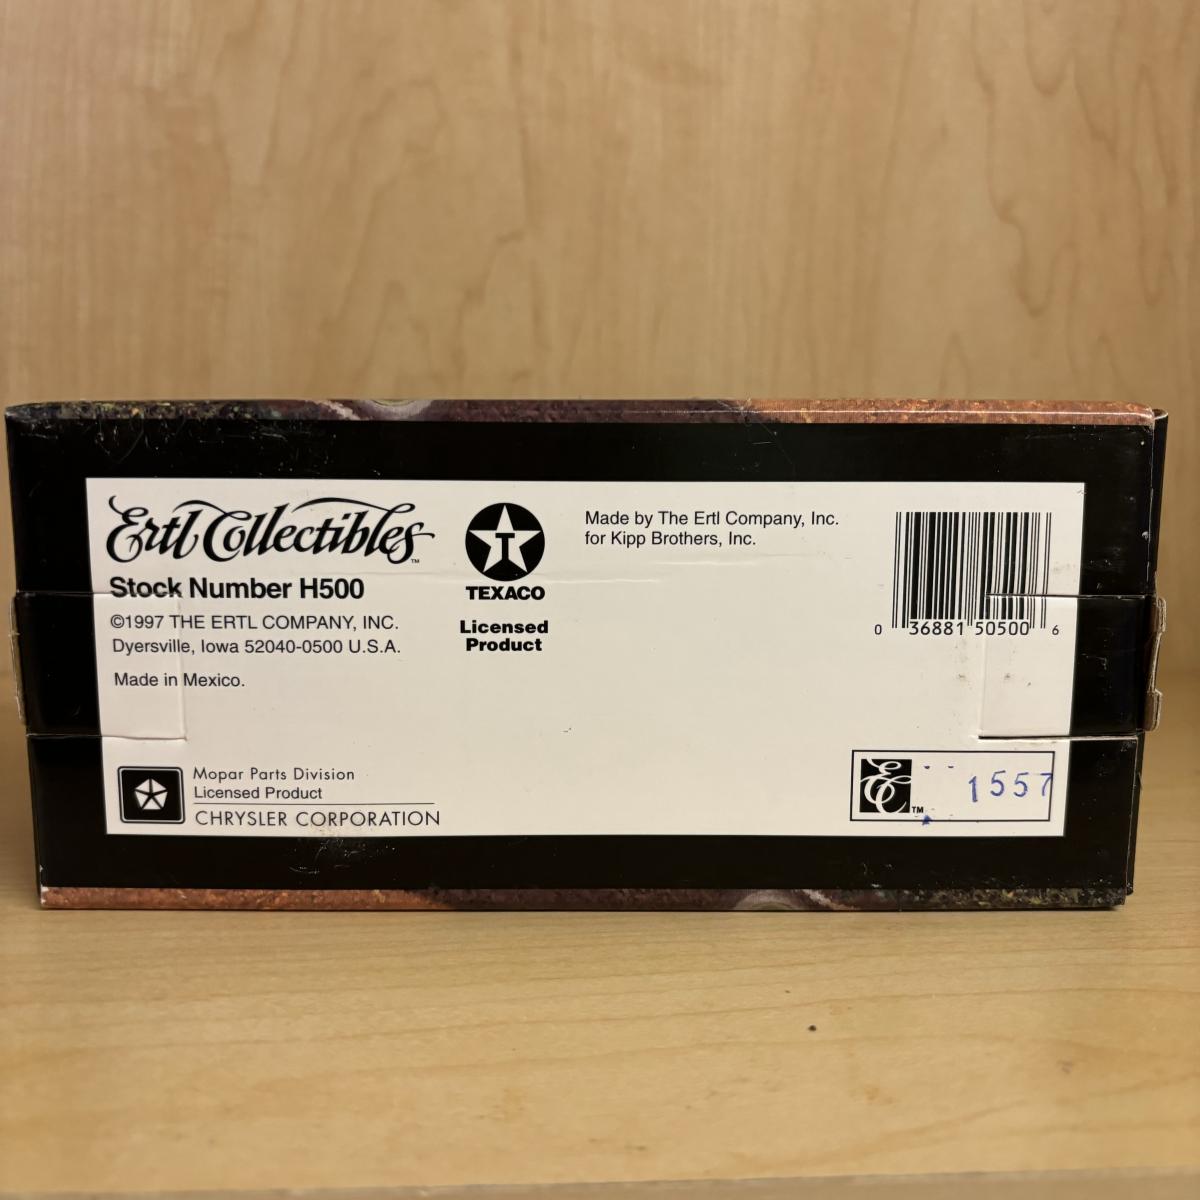 Ertl Collectibles™
Stock Number H500
©1997 THE ERTL COMPANY, INC.
Dyersville, Iowa 52040-0500 U.S.A.
Made in Mexico.
T
TEXACO
Licensed
Product
Made by The Ertl Company, Inc.
for Kipp Brothers, Inc.
0 36881 50500 6
Mopar Parts Division
Licensed Product
CHRYSLER CORPORATION
EC™ 1557